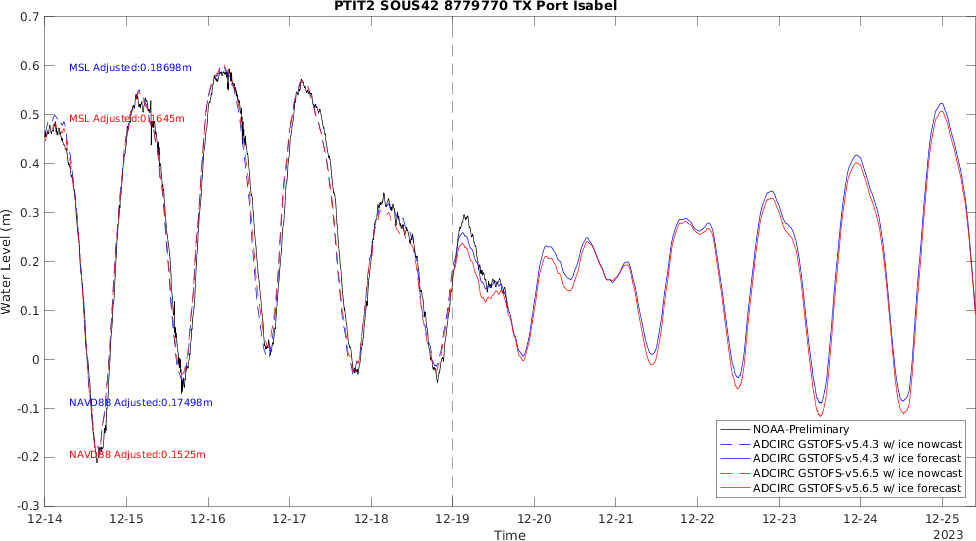 PTIT2 SOUS42 8779770 TX Port Isabel
0.7
0.6
0.5
0.4
0.3
0.2
0.1
0
-0.1
-0.2
-0.3
Water Level (m)
MSL Adjusted:0.18698m
MSL Adjusted:0.1645m
NAVD88 Adjusted:0.17498m
NAVD88 Adjusted:0.1525m
NOAA-Preliminary
ADCIRC GSTOFS-v5.4.3 w/ ice nowcast
ADCIRC GSTOFS-v5.4.3 w/ ice forecast
ADCIRC GSTOFS-v5.6.5 w/ ice nowcast
ADCIRC GSTOFS-v5.6.5 w/ ice forecast
12-14 12-15 12-16 12-17 12-18 12-19 12-20 12-21 12-22 12-23 12-24 12-25
Time
2023